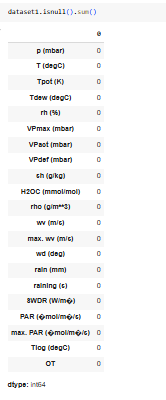 dataset1.isnull().sum()
0
p (mbar) 0
T (degC) 0
Tpot (K) 0
Tdew (degC) 0
rh (%) 0
VPmax (mbar) 0
VPact (mbar) 0
VPdef (mbar) 0
sh (g/kg) 0
H2OC (mmol/mol) 0
rho (g/m**3) 0
wv (m/s) 0
max. wv (m/s) 0
wd (deg) 0
rain (mm) 0
raining (s) 0
SWDR (W/m�) 0
PAR (�mol/m�/s) 0
max. PAR (�mol/m�/s) 0
Tlog (degC) 0
OT 0
dtype: int64